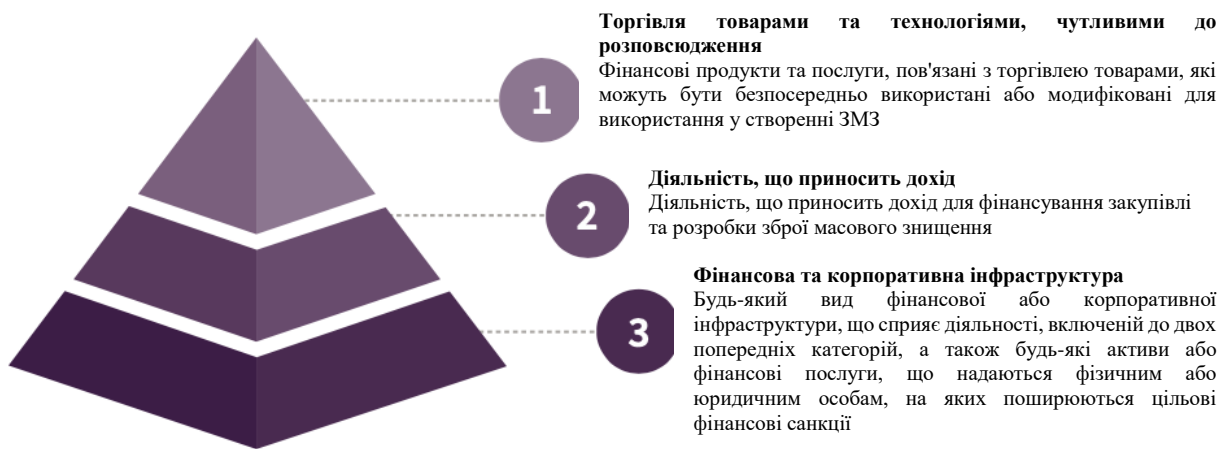 1
Торгівля товарами та технологіями, чутливими до
розповсюдження
Фінансові продукти та послуги, пов'язані з торгівлею товарами, які
можуть бути безпосередньо використані або модифіковані для
використання у створенні ЗМЗ
2
Діяльність, що приносить дохід
Діяльність, що приносить дохід для фінансування закупівлі
та розробки зброї масового знищення
3
Фінансова та корпоративна інфраструктура
Будь-який вид фінансової або корпоративної
інфраструктури, що сприяє діяльності, включеній до двох
попередніх категорій, а також будь-які активи або
фінансові послуги, що надаються фізичним або
юридичним особам, на яких поширюються цільові
фінансові санкції